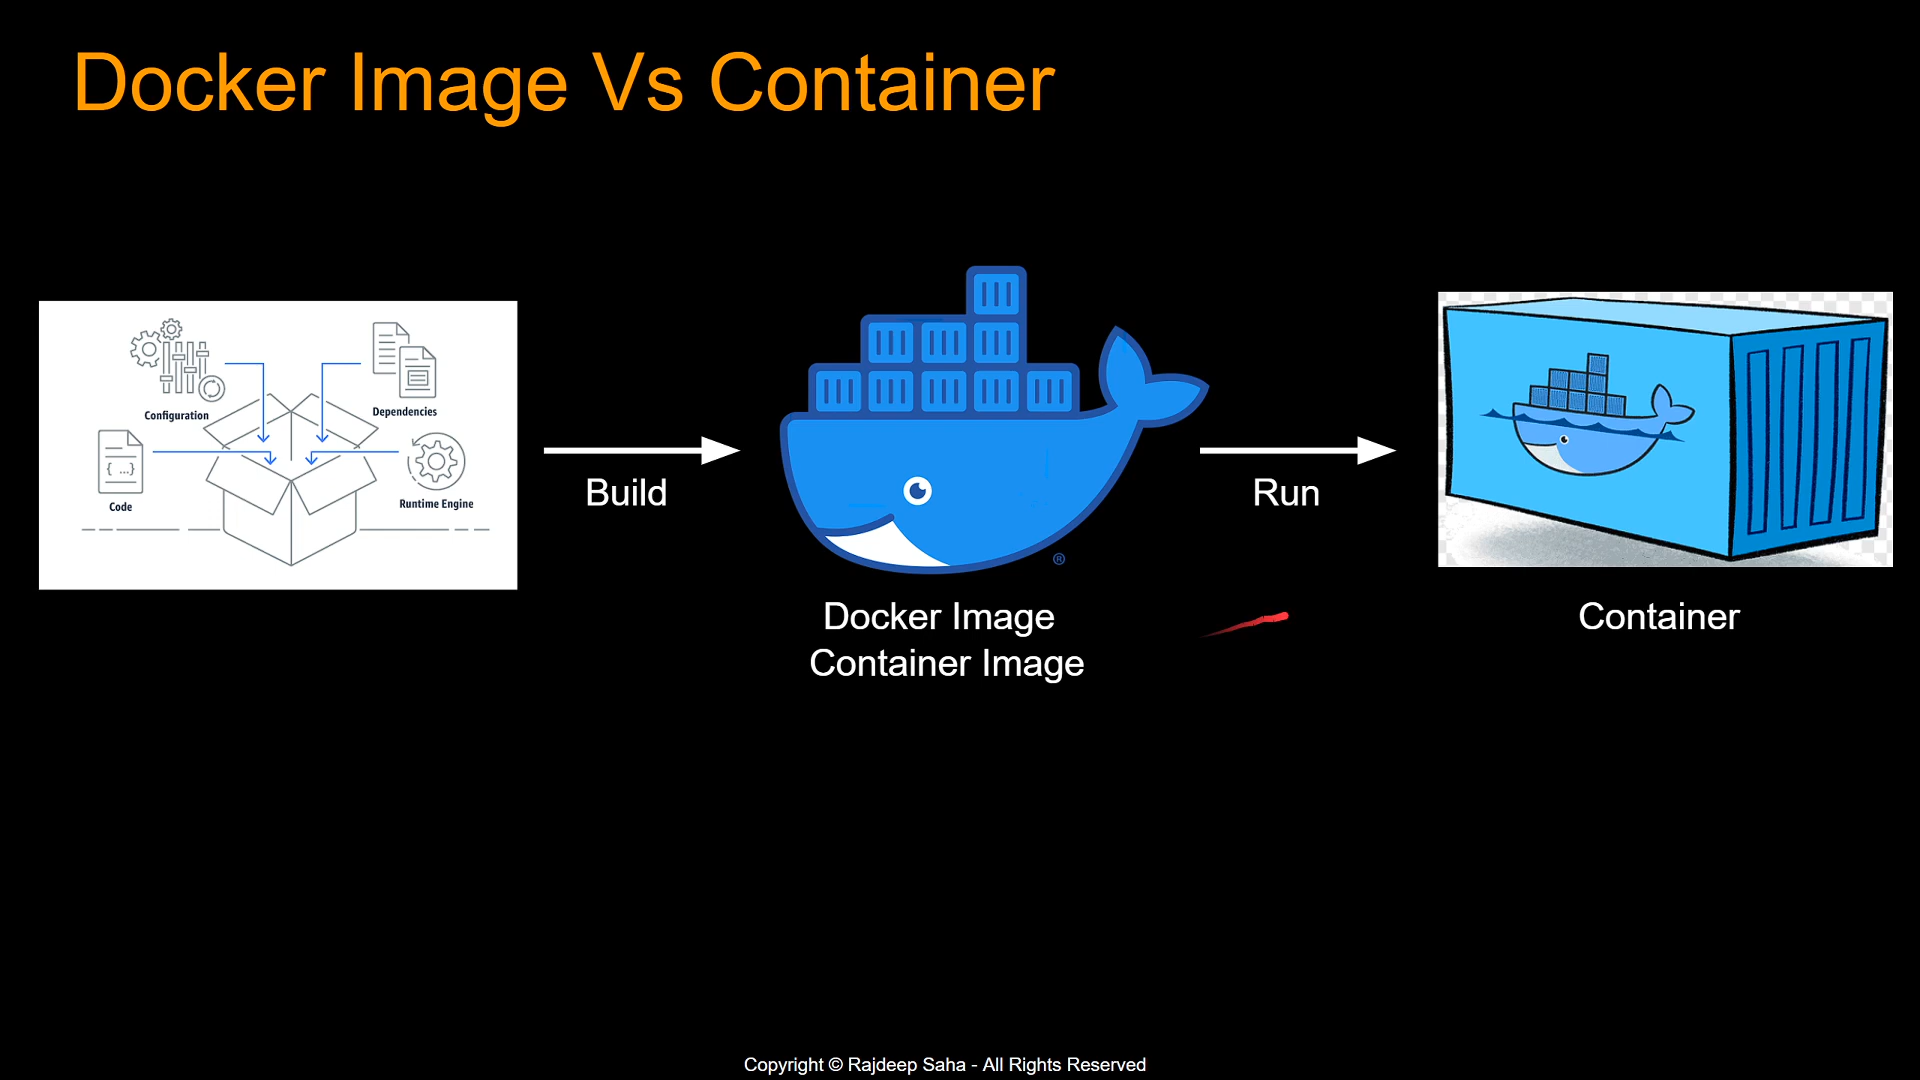 Docker Image Vs Container
Configuration
Dependencies
{ ...}
Code
Runtime Engine
Build
Run
®
Docker Image
Container Image
Container
Copyright © Rajdeep Saha - All Rights Reserved